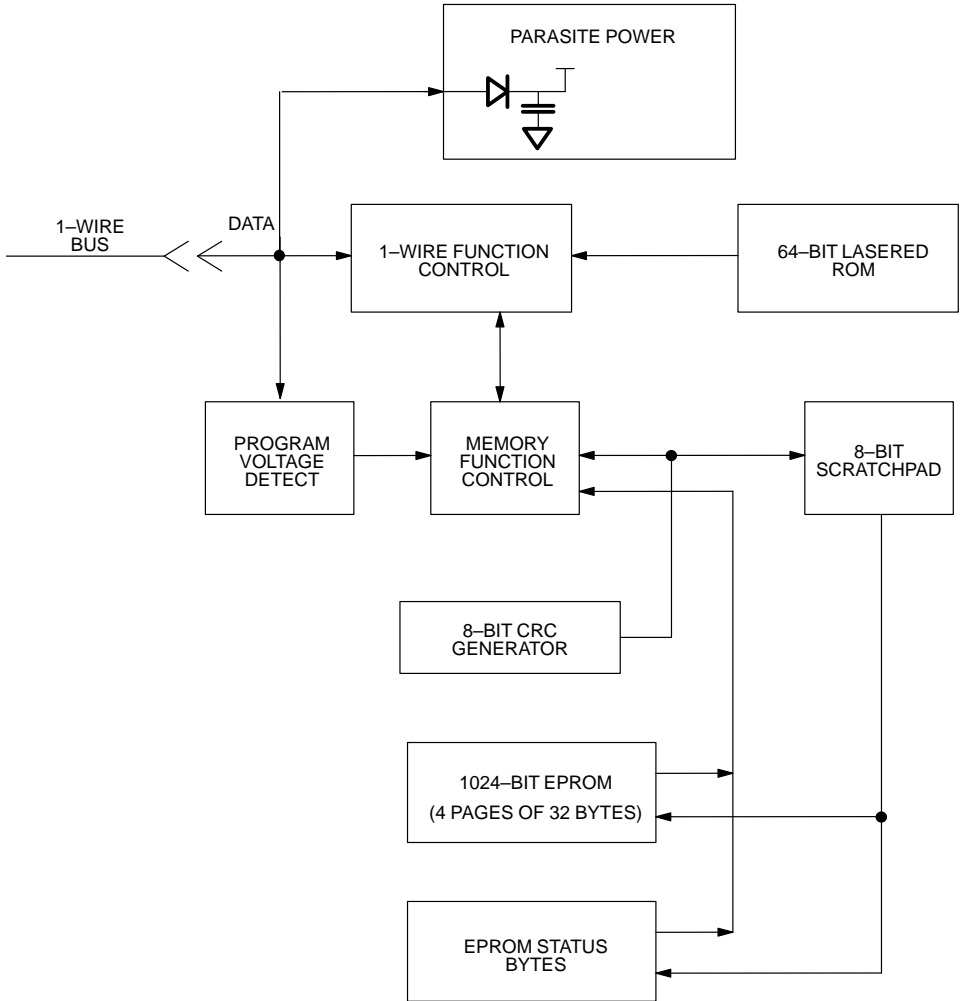 PARASITE POWER
1–WIRE
BUS
DATA
1–WIRE FUNCTION
CONTROL
64–BIT LASERED
ROM
PROGRAM
VOLTAGE
DETECT
MEMORY
FUNCTION
CONTROL
8–BIT
SCRATCHPAD
8–BIT CRC
GENERATOR
1024–BIT EPROM
(4 PAGES OF 32 BYTES)
EPROM STATUS
BYTES